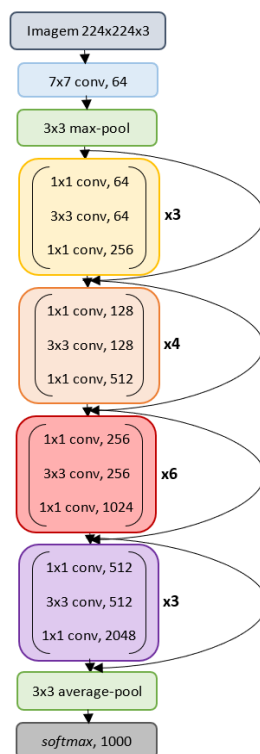 Imagem 224x224x3
7x7 conv, 64
3x3 max-pool
1x1 conv, 64
3x3 conv, 64
x3
1x1 conv, 256
1x1 conv, 128
3x3 conv, 128
x4
1x1 conv, 512
1x1 conv, 256
3x3 conv, 256
x6
1x1 conv, 1024
1x1 conv, 512
3x3 conv, 512
x3
1x1 conv, 2048
3x3 average-pool
softmax, 1000